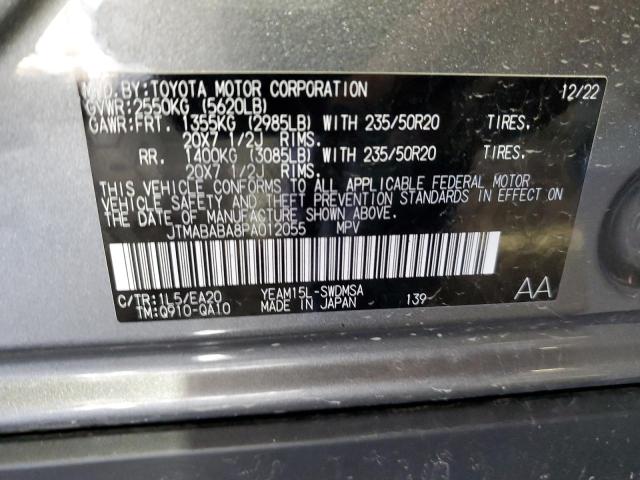 MFD.BY:TOYOTA MOTOR CORPORATION 12/22
GVWR:2550KG (5620LB)
GAWR:FRT. 1355KG (2985LB) WITH 235/50R20 TIRES.
20X7 1/2J RIMS.
RR. 1400KG (3085LB) WITH 235/50R20 TIRES.
20X7 1/2J RIMS.
THIS VEHICLE CONFORMS TO ALL APPLICABLE FEDERAL MOTOR
VEHICLE SAFETY AND THEFT PREVENTION STANDARDS IN EFFECT ON
THE DATE OF MANUFACTURE SHOWN ABOVE.
JTMABABA8PA012055 MPV
C/TR:1L5/EA20 YEAM15L-SWDMSA
TM:Q910-QA10 MADE IN JAPAN 139 AA